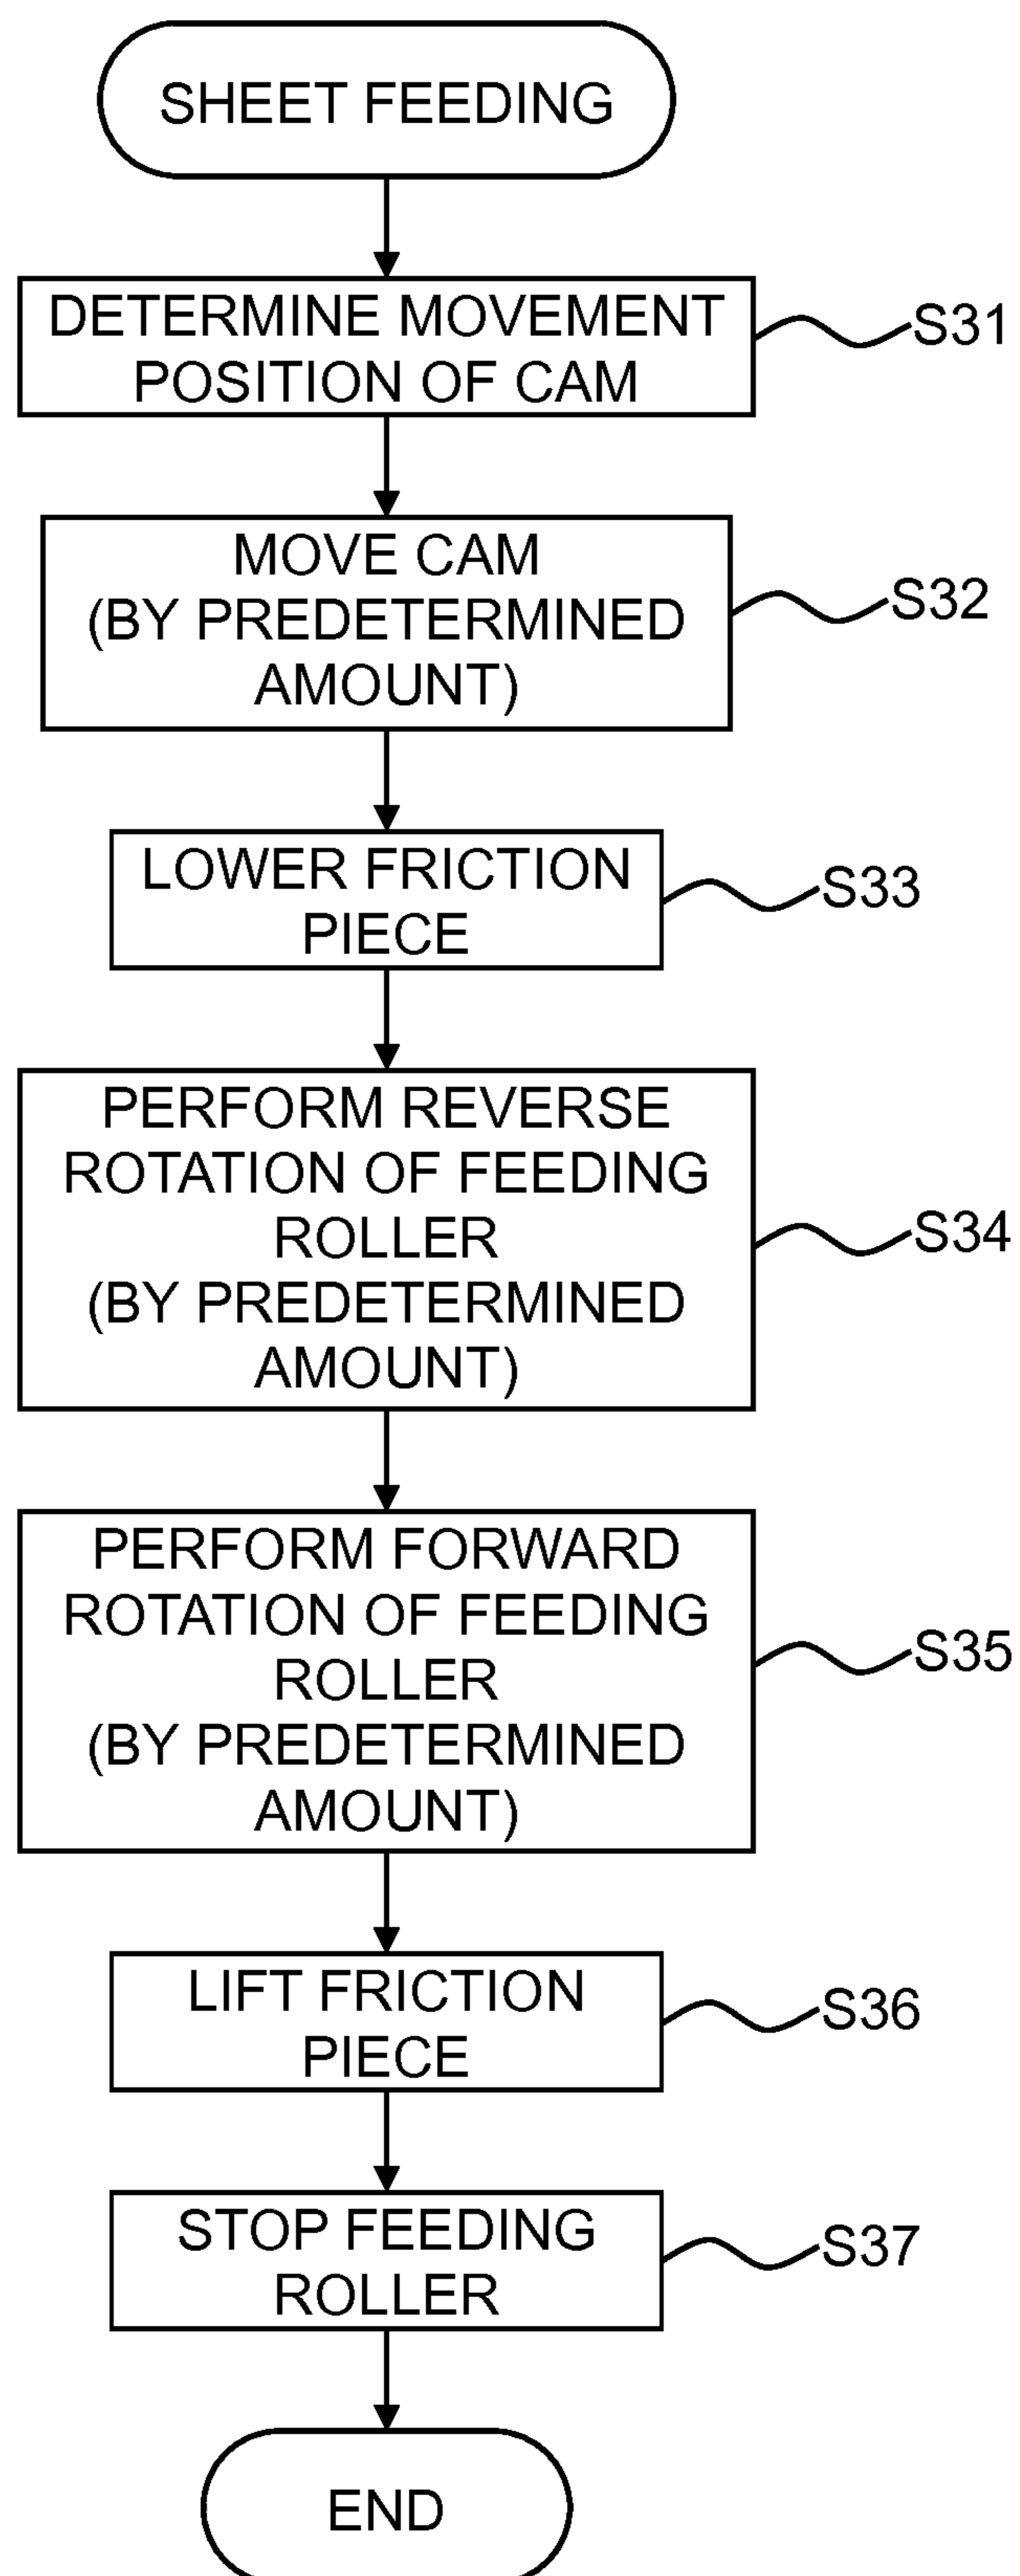 SHEET FEEDING
DETERMINE MOVEMENT
POSITION OF CAM
S31
MOVE CAM
(BY PREDETERMINED
AMOUNT)
S32
LOWER FRICTION
PIECE
S33
PERFORM REVERSE
ROTATION OF FEEDING
ROLLER
(BY PREDETERMINED
AMOUNT)
S34
PERFORM FORWARD
ROTATION OF FEEDING
ROLLER
(BY PREDETERMINED
AMOUNT)
S35
LIFT FRICTION
PIECE
S36
STOP FEEDING
ROLLER
S37
END